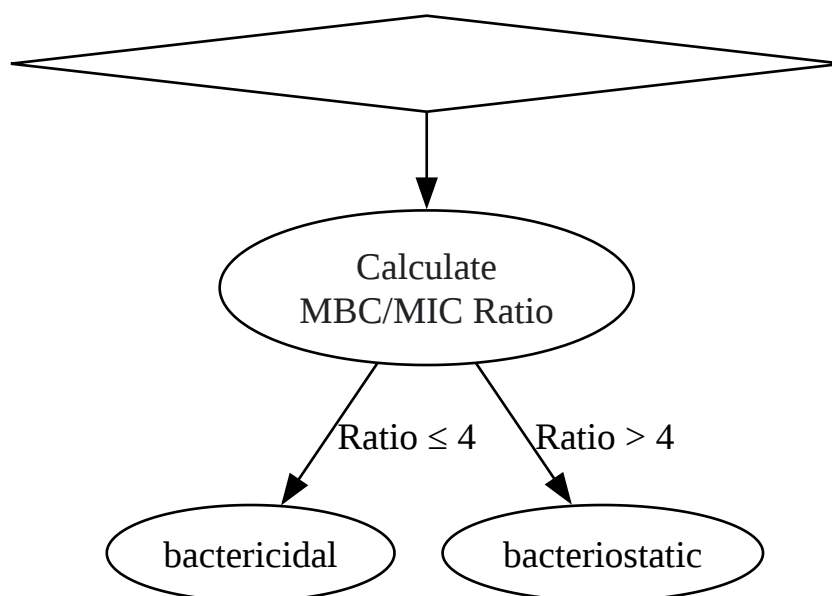 Calculate
MBC/MIC Ratio
Ratio ≤ 4
Ratio > 4
bactericidal
bacteriostatic